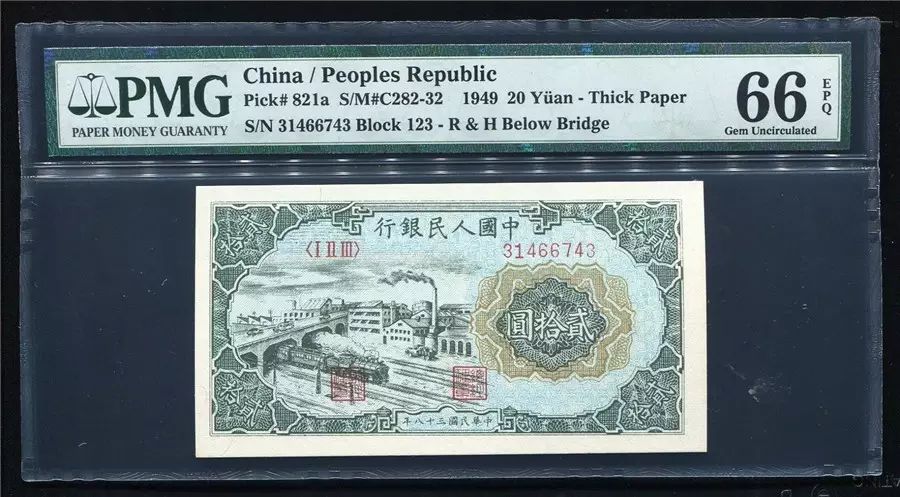 PMG
PAPER MONEY GUARANTY
China / Peoples Republic
Pick# 821a S/M#C282-32 1949 20 Yüan - Thick Paper
S/N 31466743 Block 123 - R & H Below Bridge
66 EPQ
Gem Uncirculated
行銀民人國中
〈I II III〉
31466743
圓拾貳
年八十三國民華中